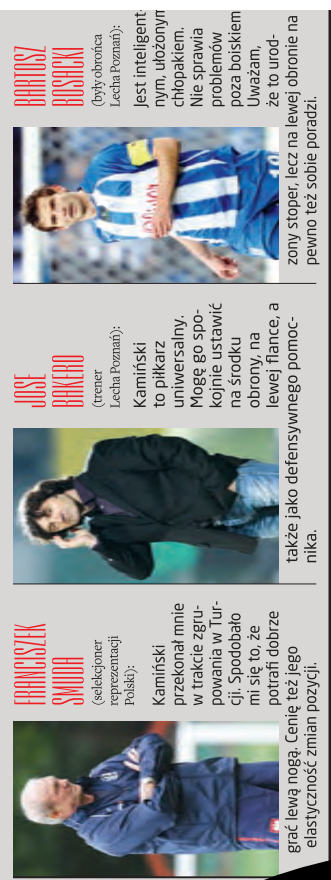 FRANCISZEK
SMUDA
(selekcjoner
reprezentacji
Polski):
Kamiński
przekonał mnie
w trakcie zgru-
powania w Tur-
cji. Spodobało
mi się to, że
potrafi dobrze
grać lewą nogą. Cenię też jego
elastyczność zmian pozycji.
JOSE
BAKERO
(trener
Lecha Poznań):
Kamiński
to piłkarz
uniwersalny.
Mogę go spo-
kojnie ustawić
na środku
obrony, na
lewej flance, a
także jako defensywnego pomoc-
nika.
BARTOSZ
BOSACKI
(były obrońca
Lecha Poznań):
Jest inteligent-
nym, ułożonym
chłopakiem.
Nie sprawia
problemów
poza boiskiem.
Uważam,
że to urod-
zony stoper, lecz na lewej obronie na
pewno też sobie poradzi.